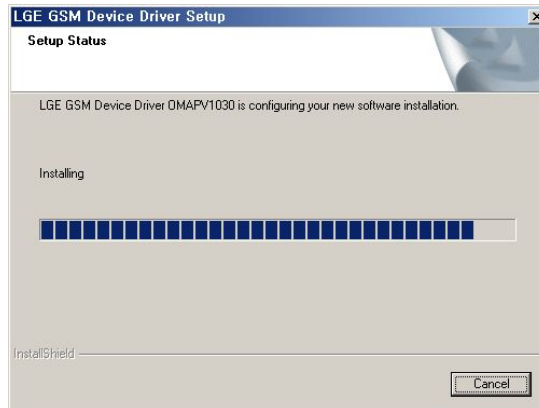 LGE GSM Device Driver Setup
Setup Status
LGE GSM Device Driver OMAPV1030 is configuring your new software installation.
Installing
InstallShield
Cancel